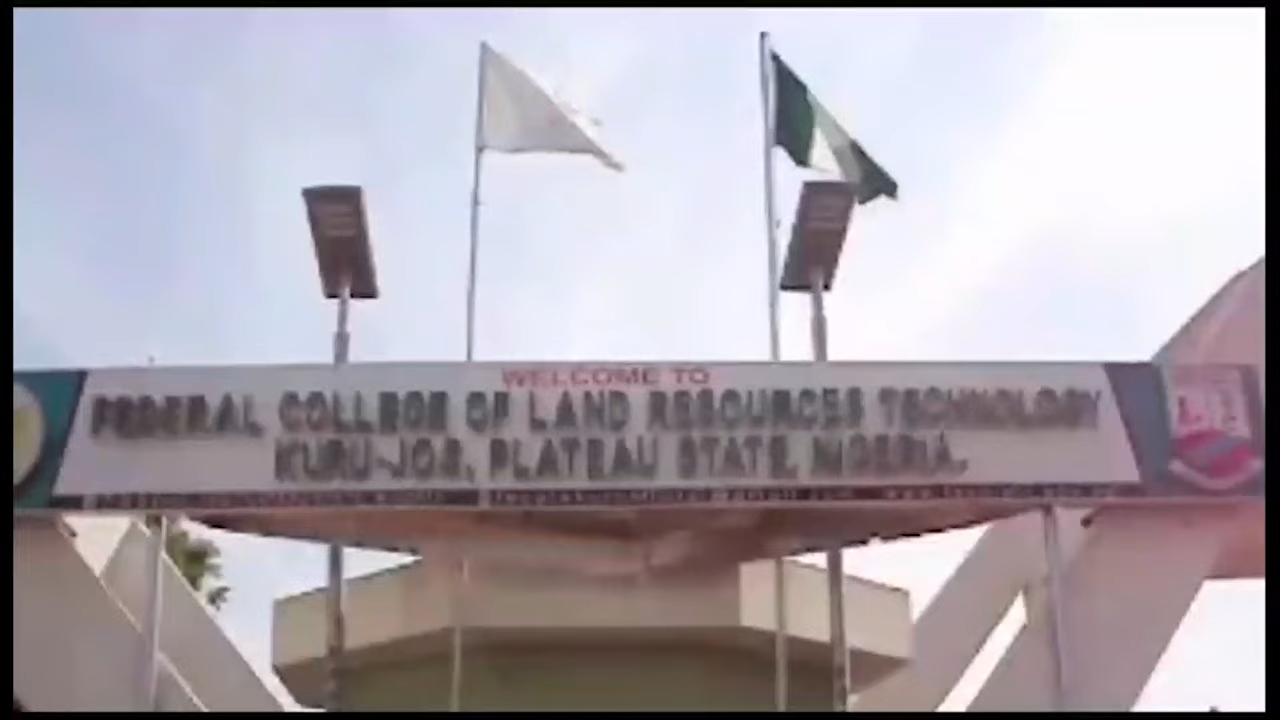 WELCOME TO
FEDERAL COLLEGE OF LAND RESOURCES TECHNOLOGY
KURU-JOS, PLATEAU STATE, NIGERIA.